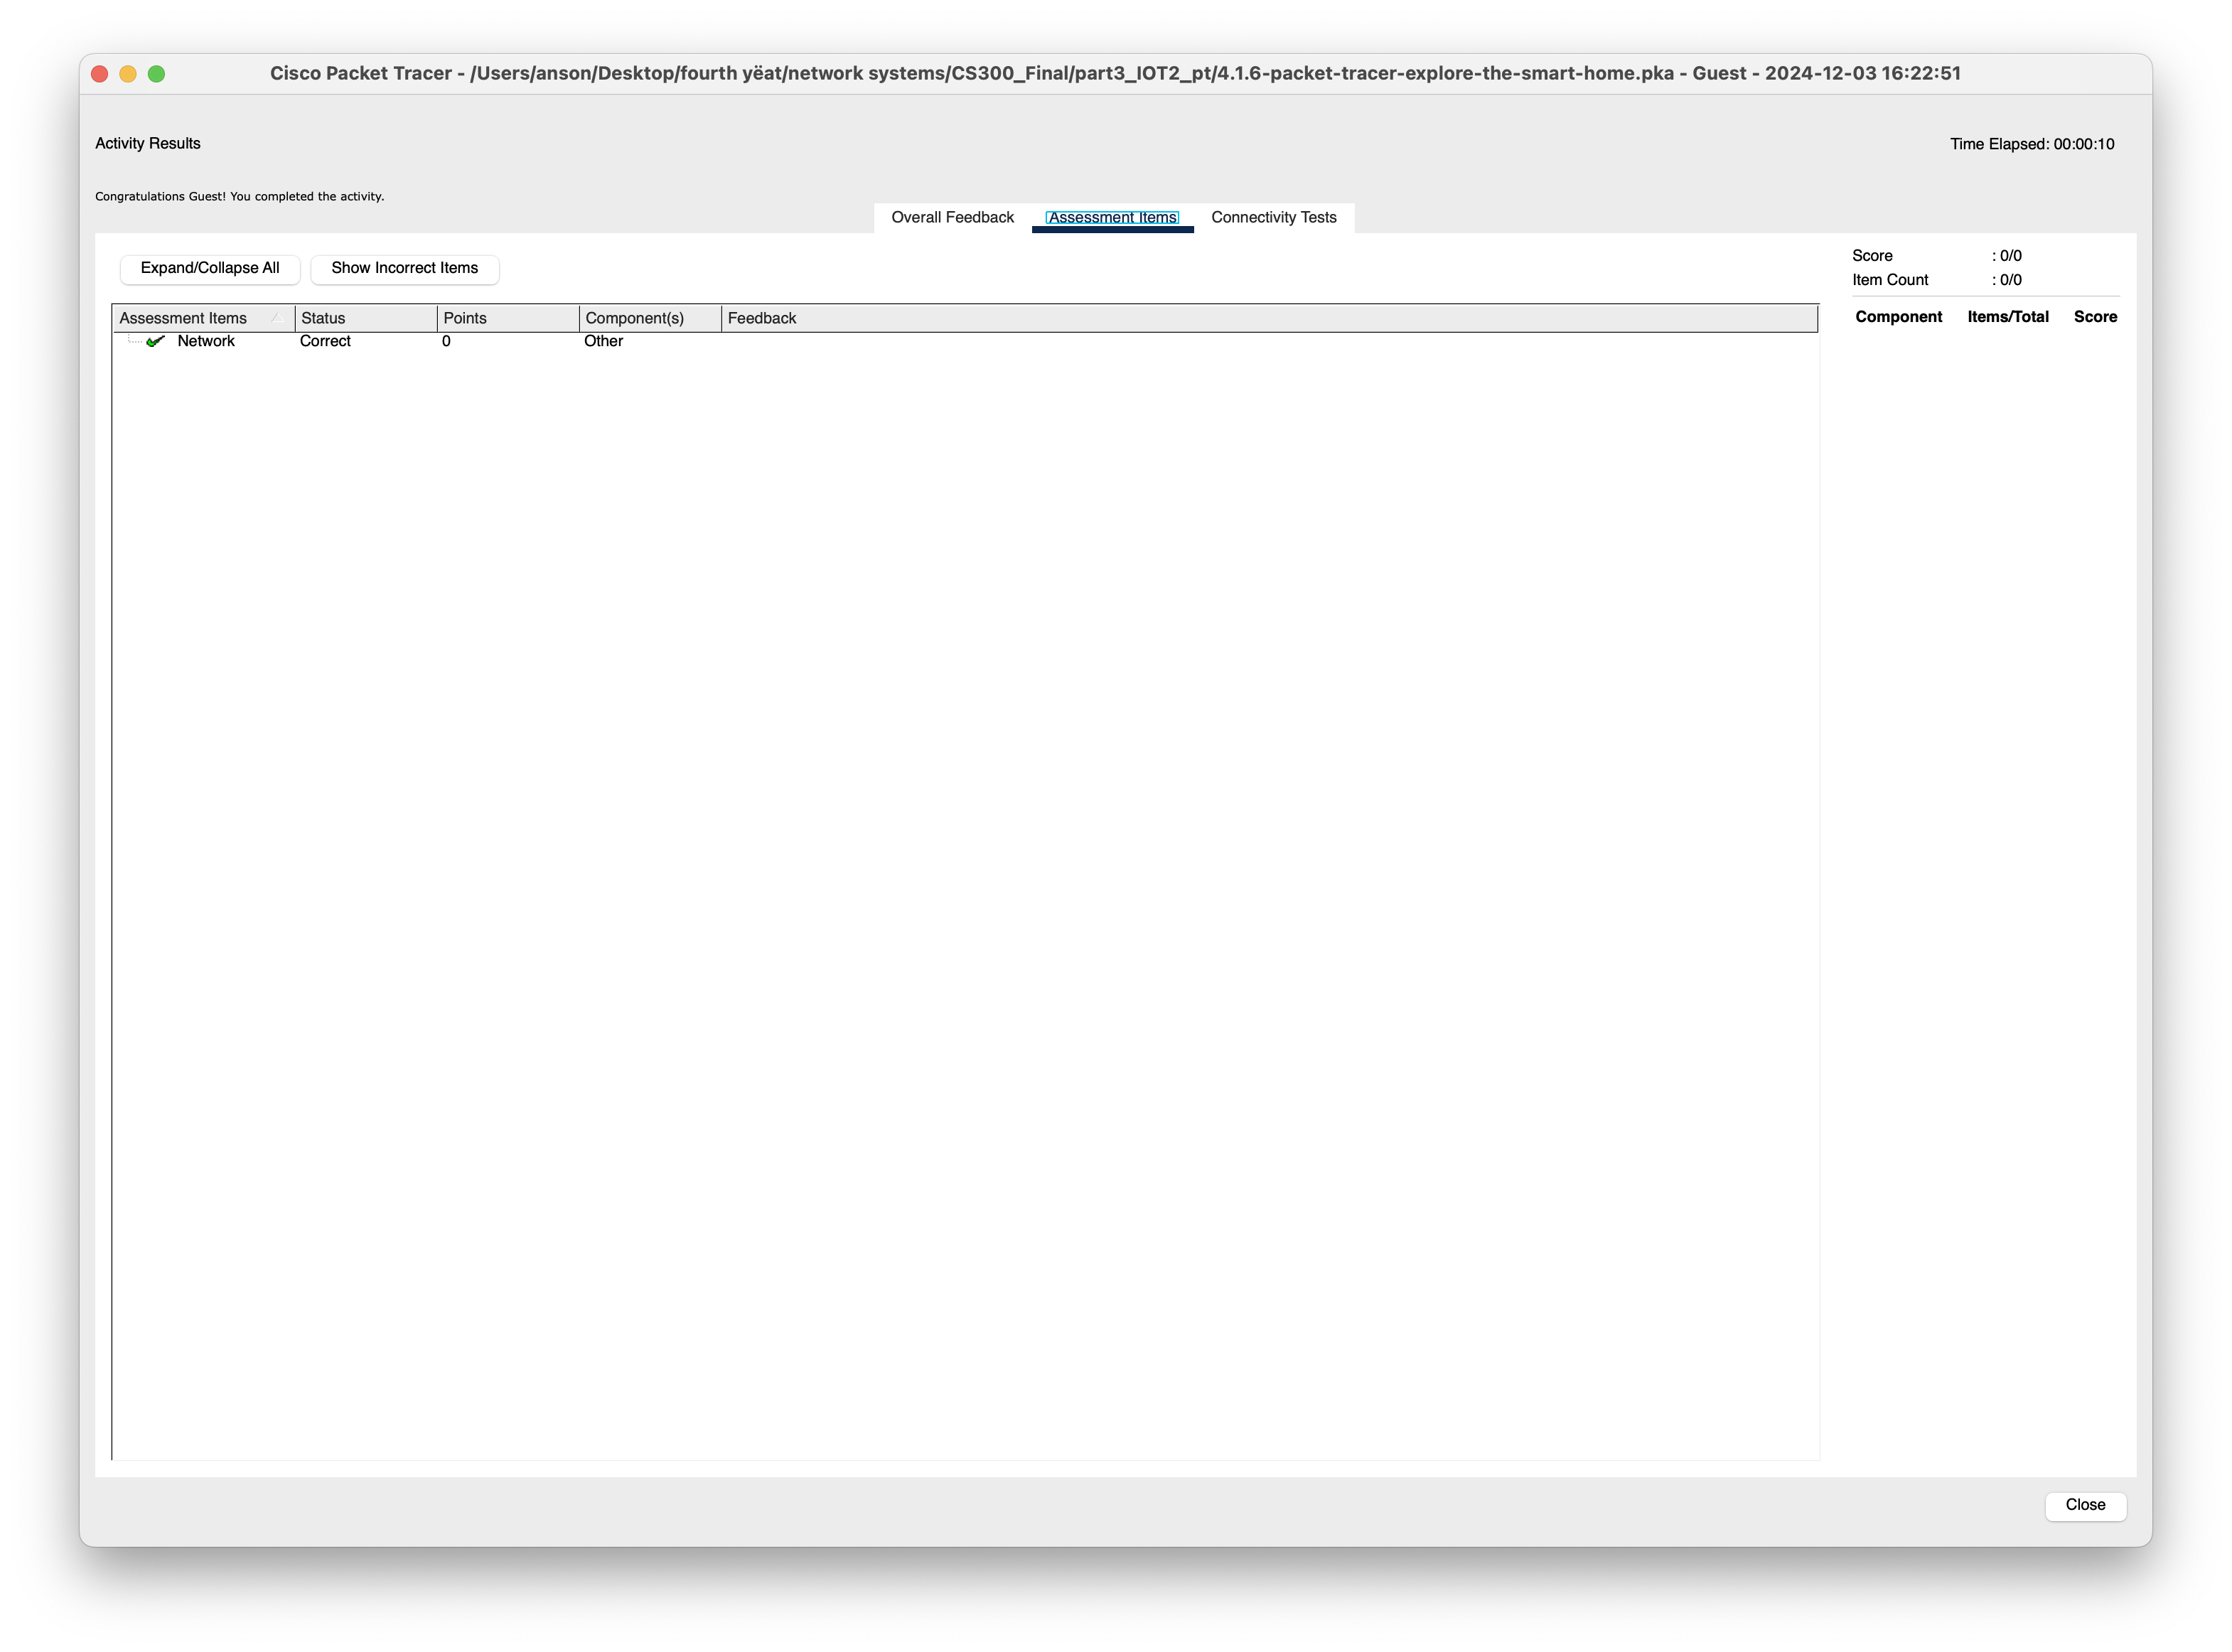 Cisco Packet Tracer - /Users/anson/Desktop/fourth yëat/network systems/CS300_Final/part3_IOT2_pt/4.1.6-packet-tracer-explore-the-smart-home.pka - Guest - 2024-12-03 16:22:51
Activity Results
Time Elapsed: 00:00:10
Congratulations Guest! You completed the activity.
Overall Feedback Assessment Items Connectivity Tests
Expand/Collapse All Show Incorrect Items
Score : 0/0
Item Count : 0/0
Component Items/Total Score
Assessment Items Status Points Component(s) Feedback
Network Correct 0 Other
Close